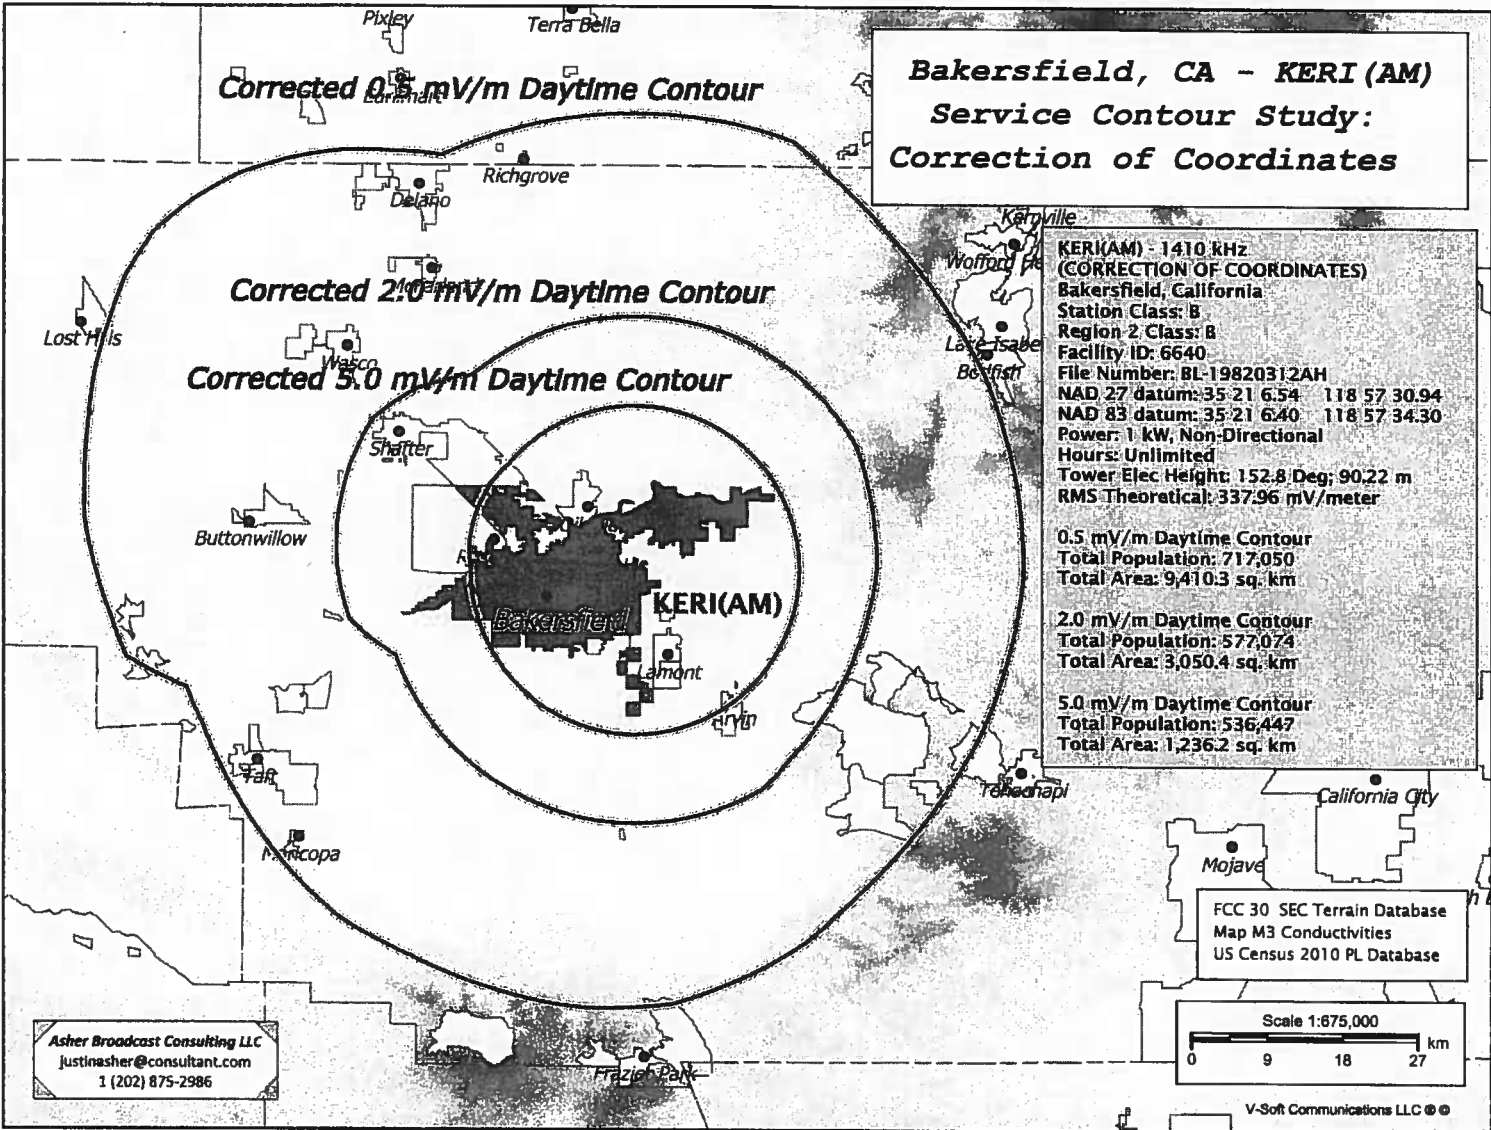 Pixley
Terra Bella
Bakersfield, CA - KERI(AM)
Service Contour Study:
Correction of Coordinates
Corrected 0.5 mV/m Daytime Contour
Earlimart
Richgrove
Delano
Kernville
Wofford He
KERI(AM) - 1410 kHz
(CORRECTION OF COORDINATES)
Bakersfield, California
Station Class: B
Region 2 Class: B
Facility ID: 6640
File Number: BL-19820312AH
NAD 27 datum: 35 21 6.54 118 57 30.94
NAD 83 datum: 35 21 6.40 118 57 34.30
Power: 1 kW, Non-Directional
Hours: Unlimited
Tower Elec Height: 152.8 Deg; 90.22 m
RMS Theoretical: 337.96 mV/meter
0.5 mV/m Daytime Contour
Total Population: 717,050
Total Area: 9,410.3 sq. km
2.0 mV/m Daytime Contour
Total Population: 577,074
Total Area: 3,050.4 sq. km
5.0 mV/m Daytime Contour
Total Population: 536,447
Total Area: 1,236.2 sq. km
Corrected 2.0 mV/m Daytime Contour
Lost Hills
Wasco
Lake Isabe
Bodfish
Corrected 5.0 mV/m Daytime Contour
Shafter
Buttonwillow
KERI(AM)
Bakersfield
Lamont
Arvin
Taft
Tehachapi
California City
Maricopa
Mojave
FCC 30 SEC Terrain Database
Map M3 Conductivities
US Census 2010 PL Database
Scale 1:675,000
km
0 9 18 27
Asher Broadcast Consulting LLC
justinasher@consultant.com
1 (202) 875-2986
Frazier Park
V-Soft Communications LLC ® ©